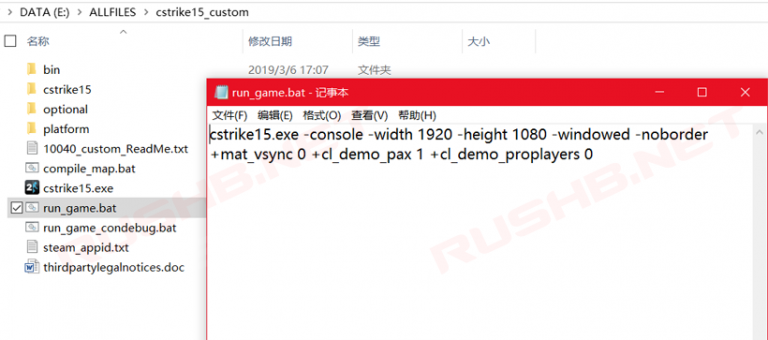 DATA (E:) > ALLFILES > cstrike15_custom
名称 修改日期 类型 大小
bin 2019/3/6 17:07 文件夹
cstrike15
optional
platform
10040_custom_ReadMe.txt
compile_map.bat
cstrike15.exe
run_game.bat
run_game_condebug.bat
steam_appid.txt
thirdpartylegalnotices.doc
run_game.bat - 记事本
文件(F) 编辑(E) 格式(O) 查看(V) 帮助(H)
cstrike15.exe -console -width 1920 -height 1080 -windowed -noborder
+mat_vsync 0 +cl_demo_pax 1 +cl_demo_proplayers 0
RUSHB.NET
RUSHB.NET